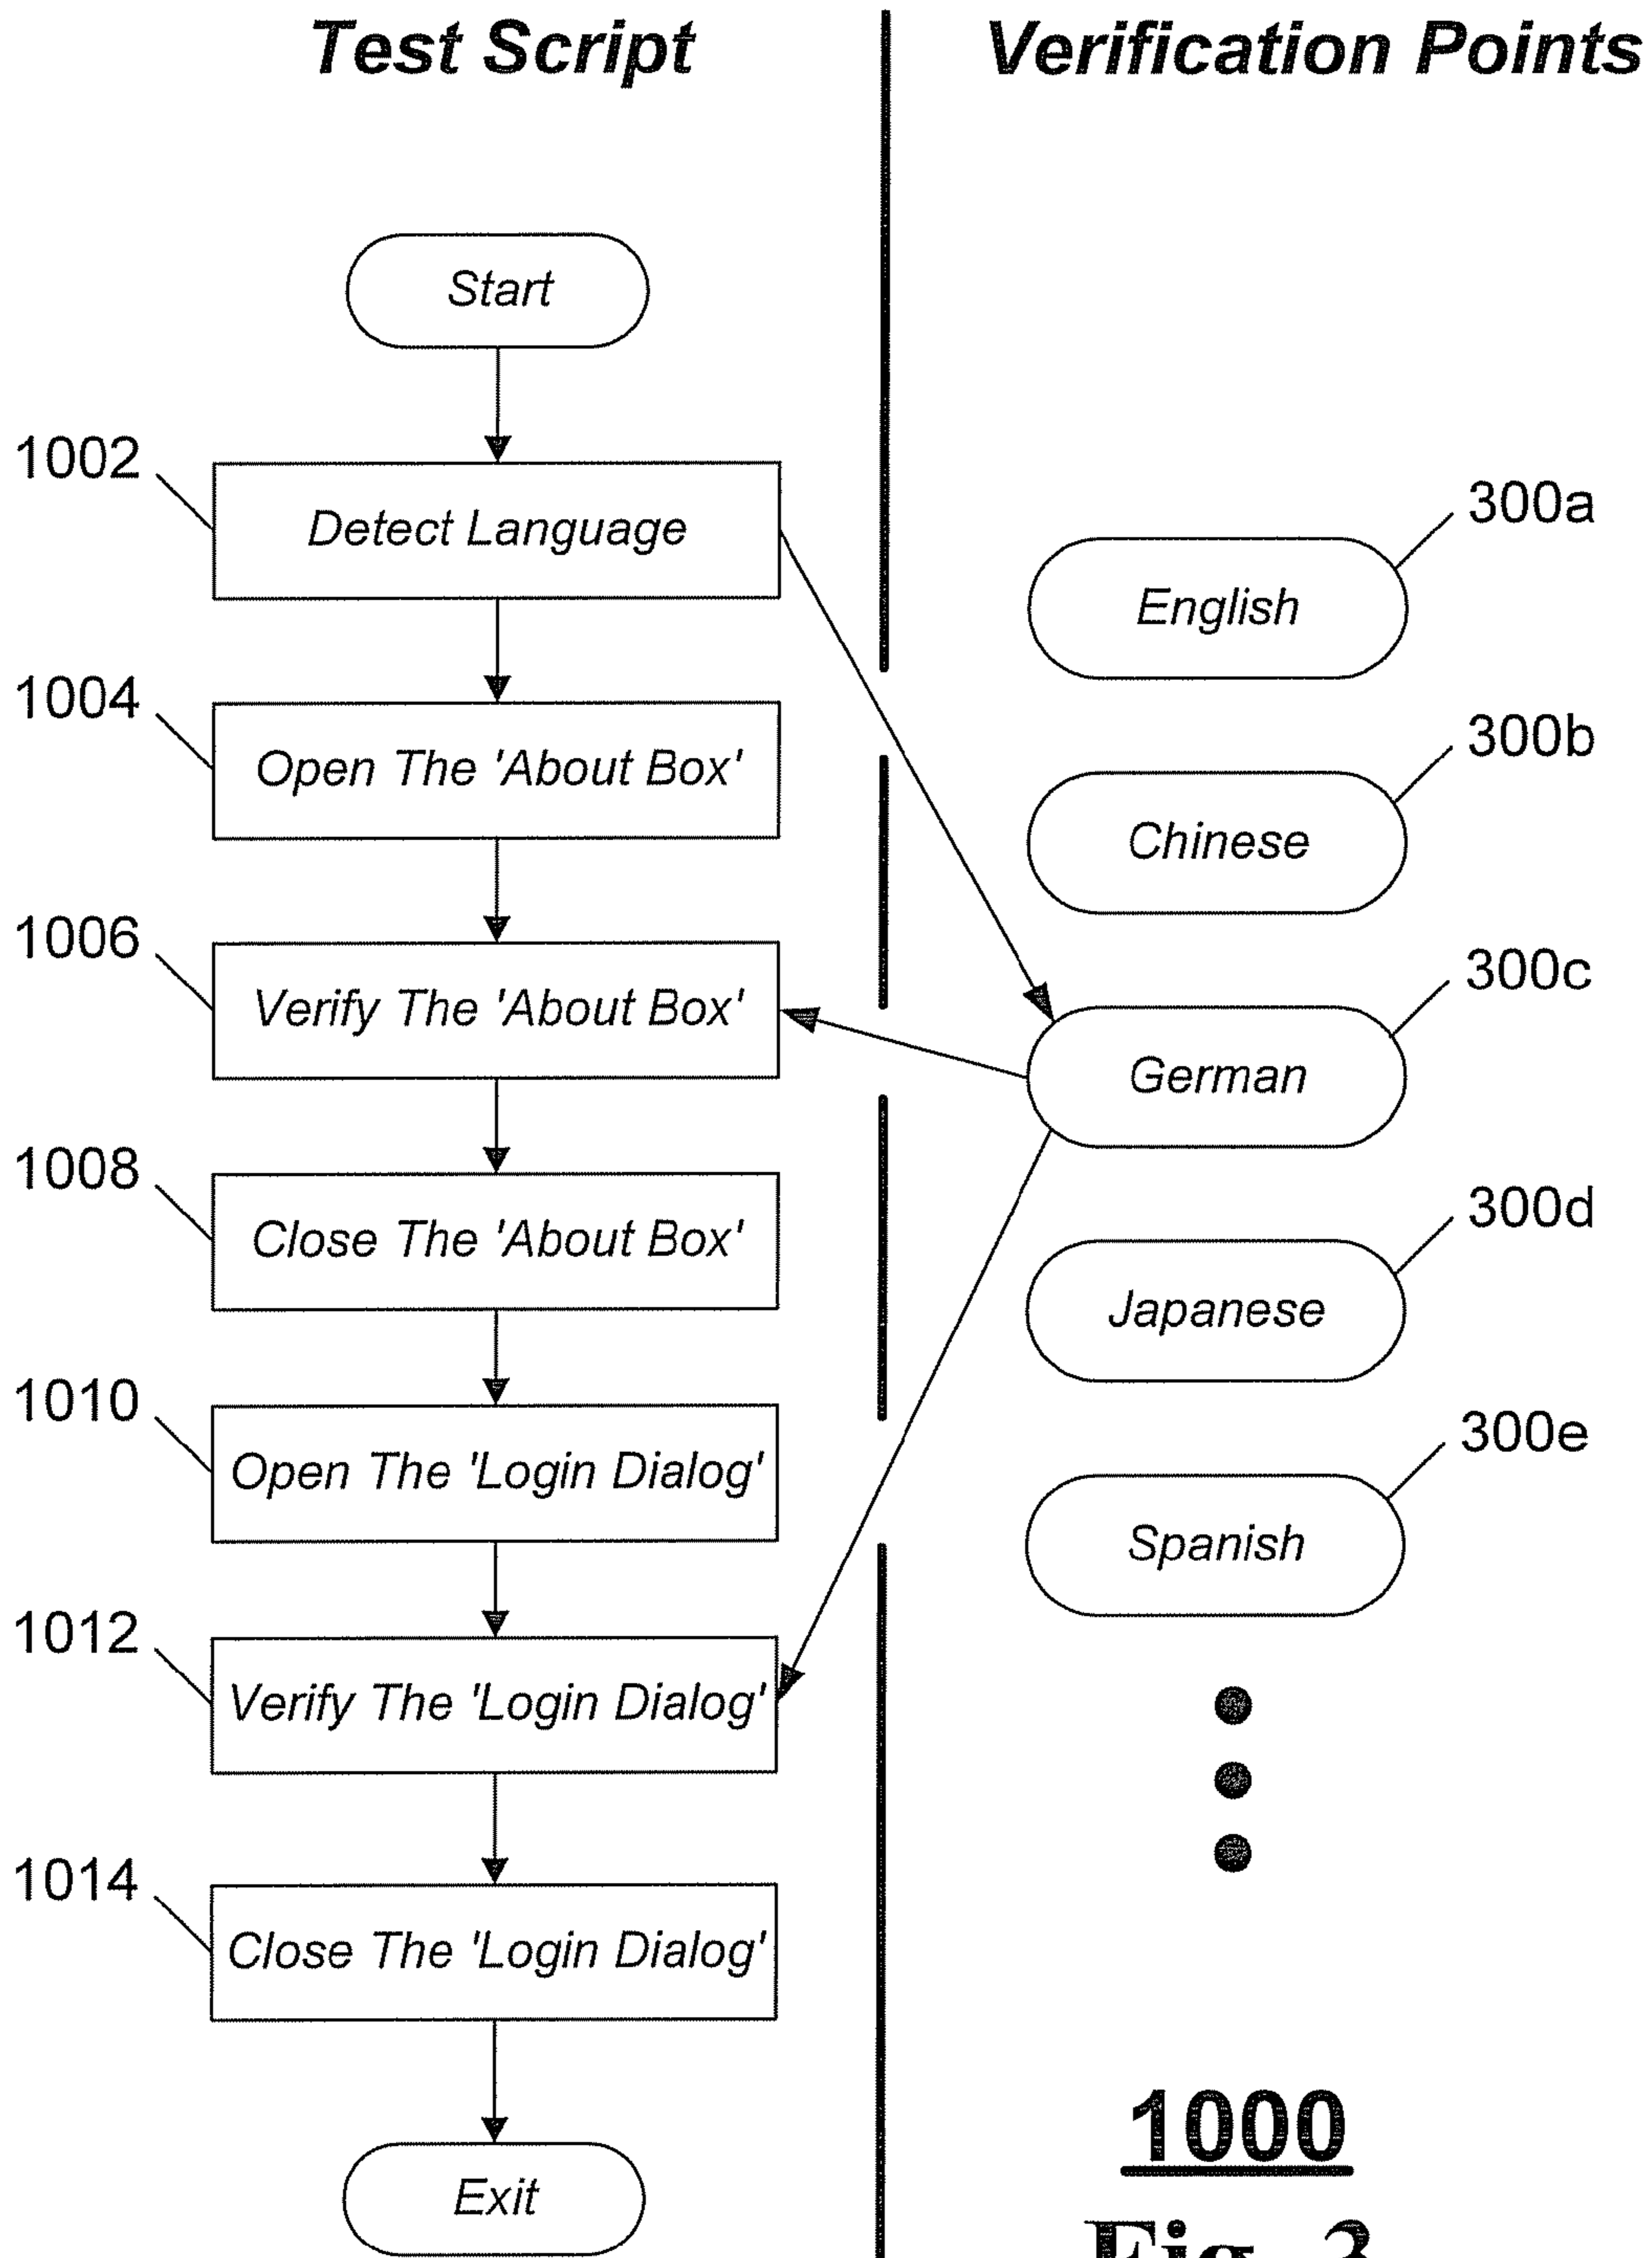 Test Script
Verification Points
Start
1002
Detect Language
1004
Open The 'About Box'
1006
Verify The 'About Box'
1008
Close The 'About Box'
1010
Open The 'Login Dialog'
1012
Verify The 'Login Dialog'
1014
Close The 'Login Dialog'
Exit
300a
English
300b
Chinese
300c
German
300d
Japanese
300e
Spanish
1000
Fig. 3